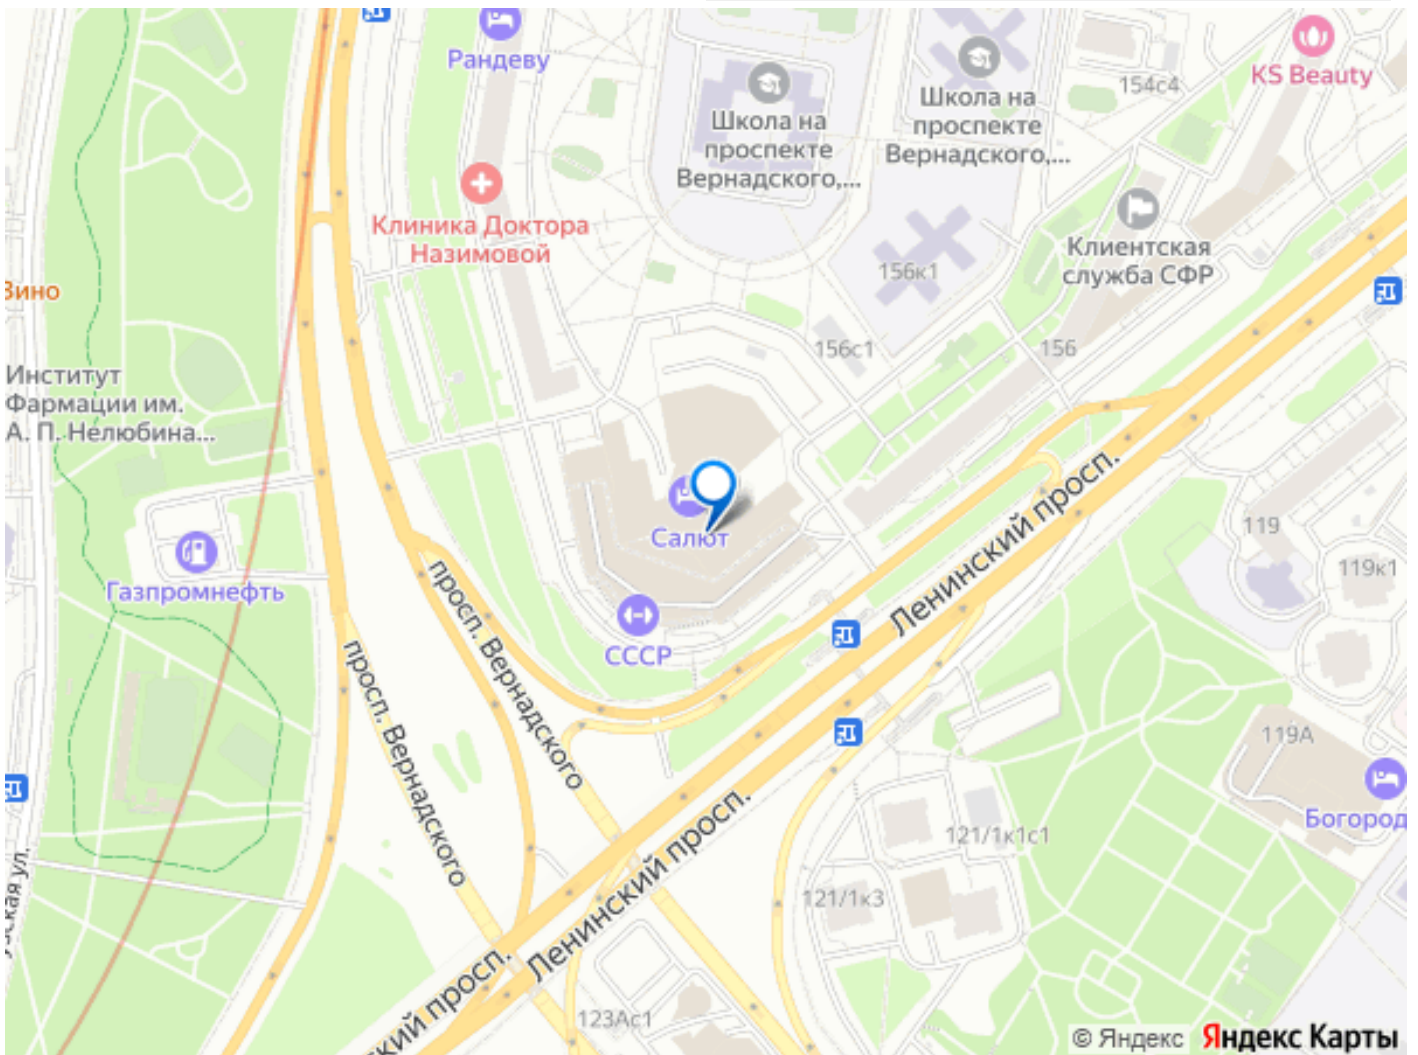 Рандеву
KS Beauty
154с4
Школа на
проспекте
Вернадского,...
Школа на
проспекте
Вернадского,...
Клиника Доктора
Назимовой
Клиентская
служба СФР
156к1
Вино
156с1
156
Институт
Фармации им.
А. П. Нелюбина...
Салют
Ленинский просп.
119
119к1
Газпромнефть
просп. Вернадского
СССР
просп. Вернадского
119А
Богород
121/1к1с1
Ленинский просп.
121/1к3
ский просп.
123Ас1
© Яндекс Яндекс Карты